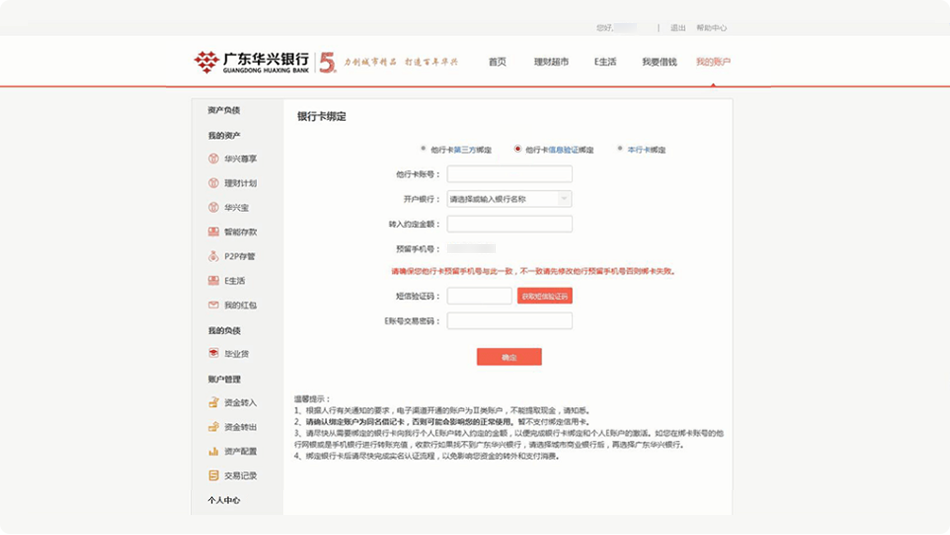 您好,
|
退出
帮助中心
广东华兴银行
GUANGDONG HUAXING BANK
5
力创城市精品 打造百年华兴
首页
理财超市
E生活
我要借钱
我的账户
资产负债
我的资产
华兴尊享
理财计划
华兴宝
智能存款
P2P存管
E生活
我的红包
我的负债
毕业贷
账户管理
资金转入
资金转出
资产配置
交易记录
个人中心
银行卡绑定
他行卡第三方绑定
他行卡信息验证绑定
本行卡绑定
他行卡账号：
开户银行：
请选择或输入银行名称
转入约定金额：
预留手机号：
请确保您他行卡预留手机号与此一致，不一致请先修改他行预留手机号否则绑卡失败。
短信验证码：
获取短信验证码
E账号交易密码：
确定
温馨提示：
1、根据人行有关通知的要求，电子渠道开通的账户为II类账户，不能提取现金，请知悉。
2、请确认绑定账户为同名借记卡，否则可能会影响您的正常使用。暂不支付绑定信用卡。
3、请尽快从需要绑定的银行卡向我行个人E账户转入约定的金额，以便完成银行卡绑定和个人E账户的激活。如您在绑卡账号的他
行网银或是手机银行进行转账充值，收款行如果找不到广东华兴银行，请选择城市商业银行后，再选择广东华兴银行。
4、绑定银行卡后请尽快完成实名认证流程，以免影响您资金的转外和支付消费。